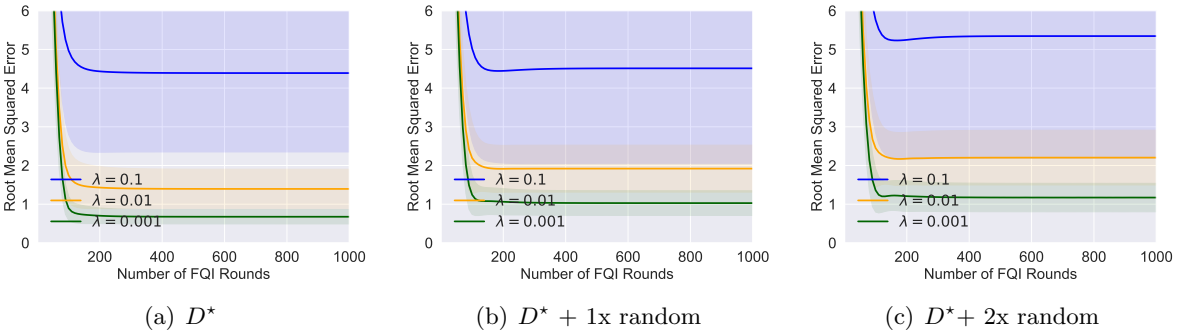 Root Mean Squared Error
6
5
4
3
2
1
0
λ = 0.1
λ = 0.01
λ = 0.001
200 400 600 800 1000
Number of FQI Rounds
(a) D⋆
Root Mean Squared Error
6
5
4
3
2
1
0
λ = 0.1
λ = 0.01
λ = 0.001
200 400 600 800 1000
Number of FQI Rounds
(b) D⋆ + 1x random
Root Mean Squared Error
6
5
4
3
2
1
0
λ = 0.1
λ = 0.01
λ = 0.001
200 400 600 800 1000
Number of FQI Rounds
(c) D⋆+ 2x random